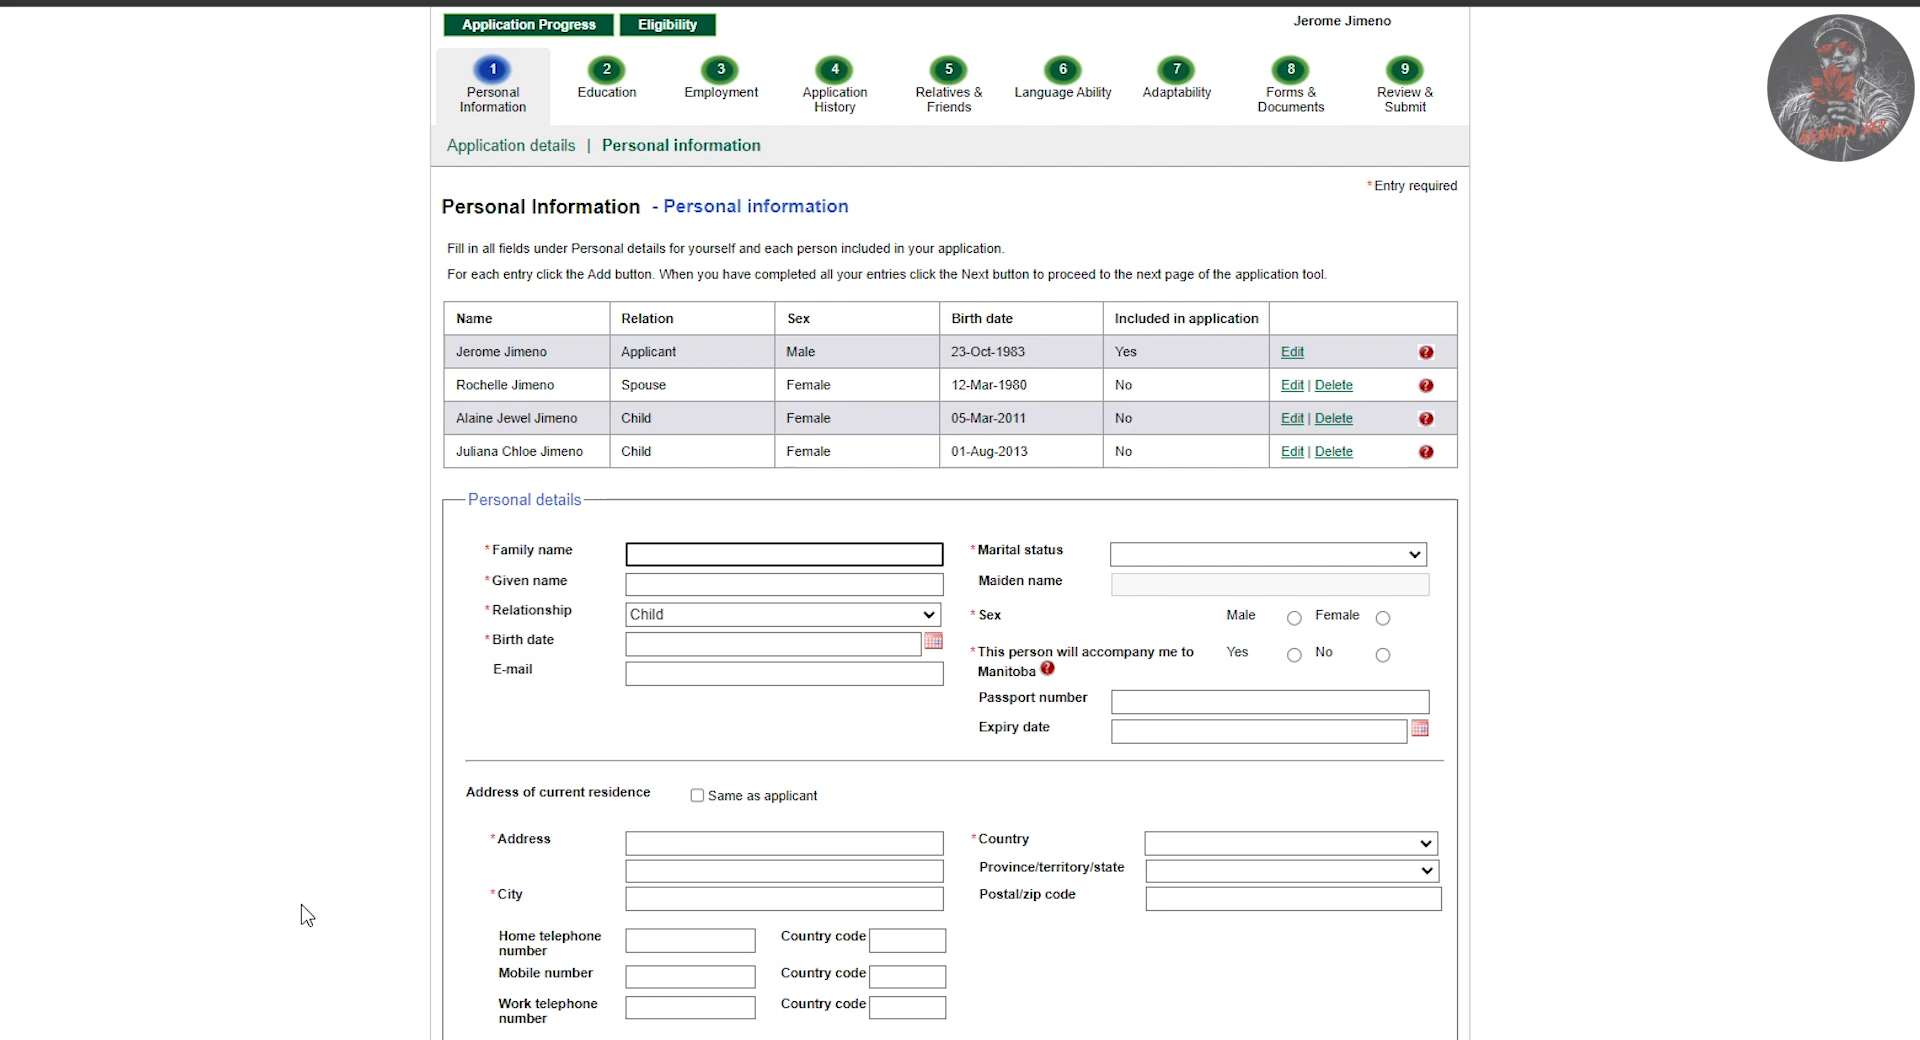 Application Progress Eligibility Jerome Jimeno
1 2 3 4 5 6 7 8 9
Personal Information Education Employment Application History Relatives & Friends Language Ability Adaptability Forms & Documents Review & Submit
Application details | Personal information
*Entry required
Personal Information - Personal information
Fill in all fields under Personal details for yourself and each person included in your application.
For each entry click the Add button. When you have completed all your entries click the Next button to proceed to the next page of the application tool.
Name Relation Sex Birth date Included in application
Jerome Jimeno Applicant Male 23-Oct-1983 Yes Edit ?
Rochelle Jimeno Spouse Female 12-Mar-1980 No Edit | Delete ?
Alaine Jewel Jimeno Child Female 05-Mar-2011 No Edit | Delete ?
Juliana Chloe Jimeno Child Female 01-Aug-2013 No Edit | Delete ?
Personal details
*Family name *Marital status
*Given name Maiden name
*Relationship Child *Sex Male Female
*Birth date *This person will accompany me to Yes No
Manitoba ?
E-mail
Passport number
Expiry date
Address of current residence Same as applicant
*Address *Country
Province/territory/state
*City Postal/zip code
Home telephone number Country code
Mobile number Country code
Work telephone number Country code